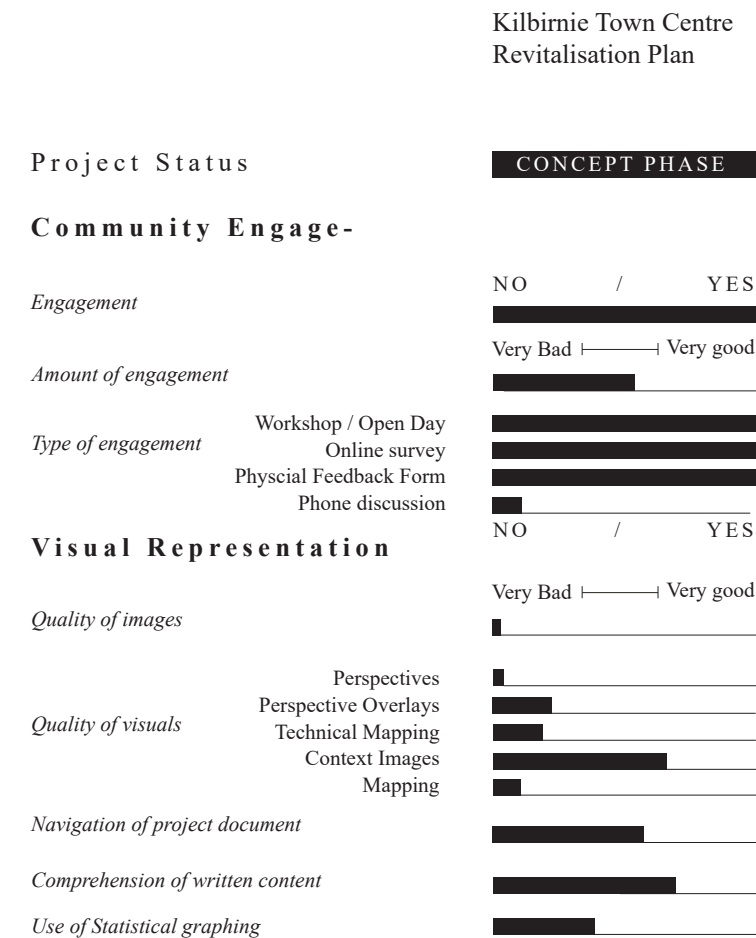 Kilbirnie Town Centre
Revitalisation Plan
Project Status
CONCEPT PHASE
Community Engage-
NO / YES
Engagement
Very Bad Very good
Amount of engagement
Workshop / Open Day
Type of engagement
Online survey
Physcial Feedback Form
Phone discussion
NO / YES
Visual Representation
Very Bad Very good
Quality of images
Perspectives
Perspective Overlays
Quality of visuals
Technical Mapping
Context Images
Mapping
Navigation of project document
Comprehension of written content
Use of Statistical graphing